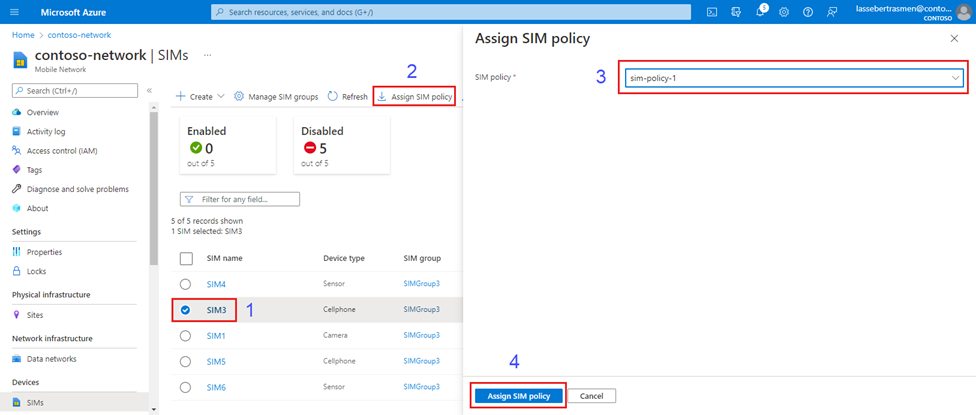 Microsoft Azure
Search resources, services, and docs (G+/)
3
lassebertrasmen@conto...
CONTOSO
Home > contoso-network >
contoso-network | SIMs ...
Mobile Network
Search (Ctrl+/)
«
Overview
Activity log
Access control (IAM)
Tags
Diagnose and solve problems
About
Settings
Properties
Locks
Physical infrastructure
Sites
Network infrastructure
Data networks
Devices
SIMs
2
Create
Manage SIM groups
Refresh
Assign SIM policy
Enabled
0
out of 5
Disabled
5
out of 5
Filter for any field...
5 of 5 records shown
1 SIM selected: SIM3
SIM name Device type SIM group
SIM4 Sensor SIMGroup3
SIM3 1 Cellphone SIMGroup3
SIM1 Camera SIMGroup3
SIM5 Cellphone SIMGroup3
SIM6 Sensor SIMGroup3
Assign SIM policy
SIM policy * 3 sim-policy-1
4
Assign SIM policy Cancel